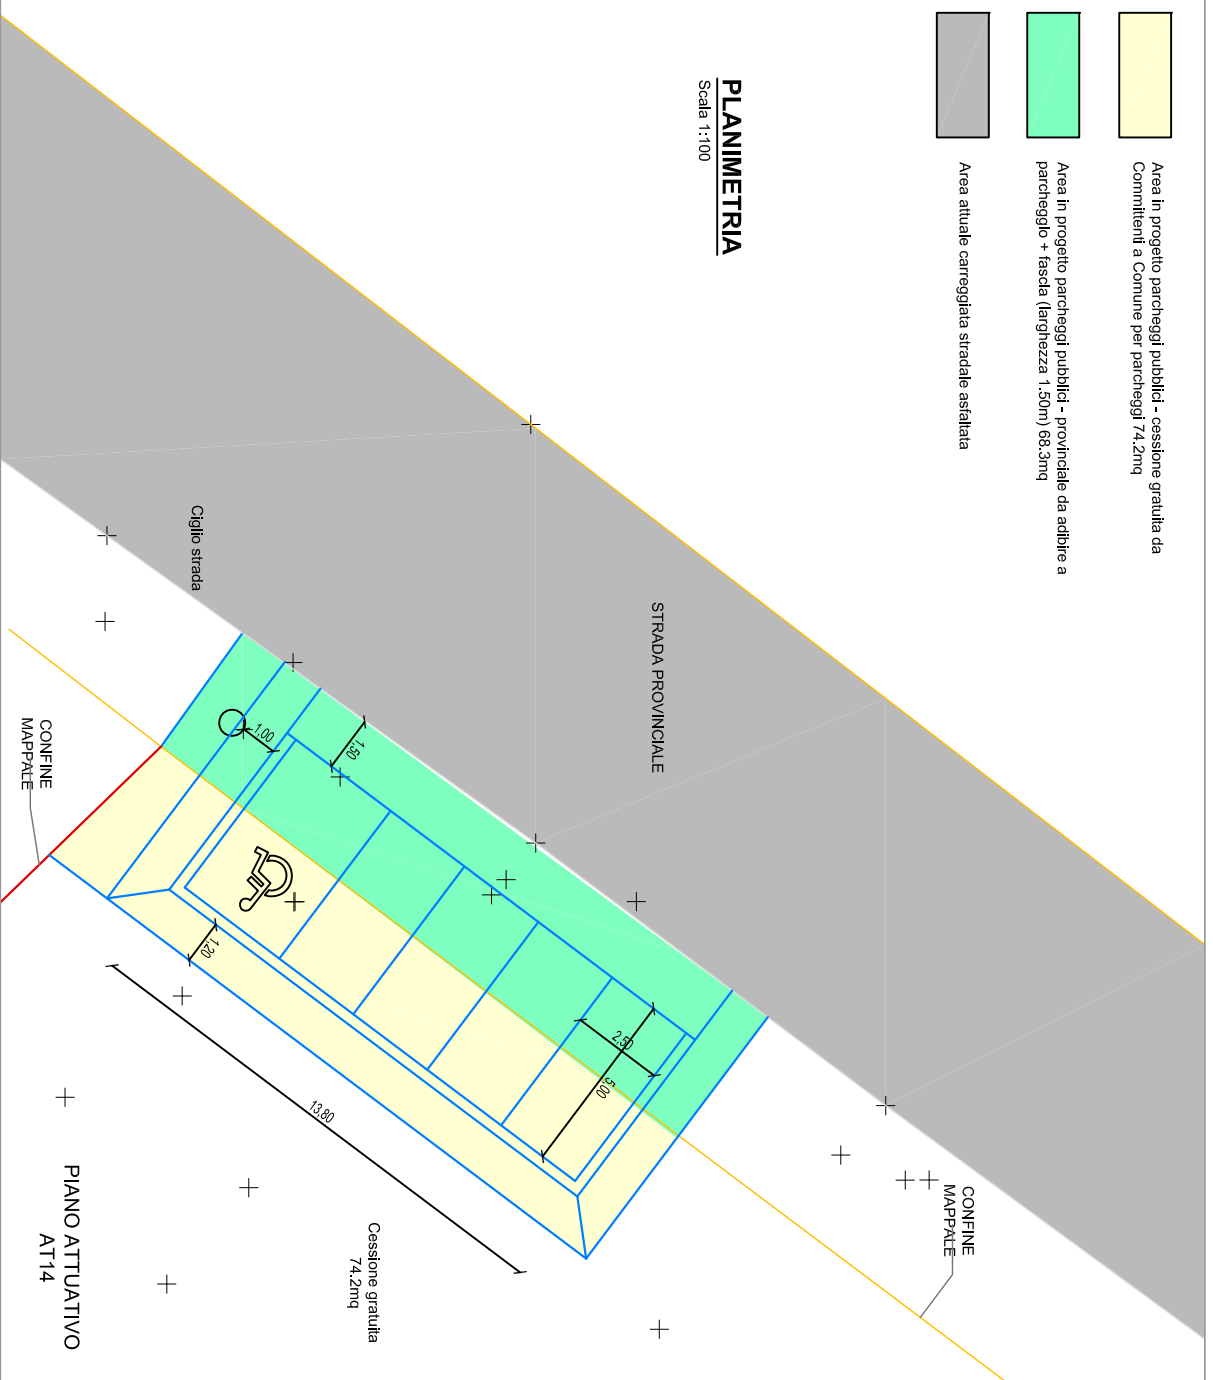 Area in progetto parcheggi pubblici - cessione gratuita da
Committenti a Comune per parcheggi 74.2mq
Area in progetto parcheggi pubblici - provinciale da adibire a
parcheggio + fascia (larghezza 1.50m) 68.3mq
Area attuale carreggiata stradale asfaltata
PLANIMETRIA
Scala 1:100
STRADA PROVINCIALE
Ciglio strada
CONFINE
MAPPALE
1,00
1,50
1,20
2,50
5,00
13,80
CONFINE
MAPPALE
Cessione gratuita
74.2mq
PIANO ATTUATIVO
AT14